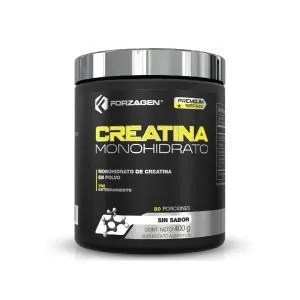 FORZAGEN
PREMIUM
SERIES
CREATINA
MONOHIDRATO
MONOHIDRATO DE CREATINA
EN POLVO
PRE
ENTRENAMIENTO
80 PORCIONES
SIN SABOR
CONT. NETO 400 g
SUPLEMENTO ALIMENTICIO